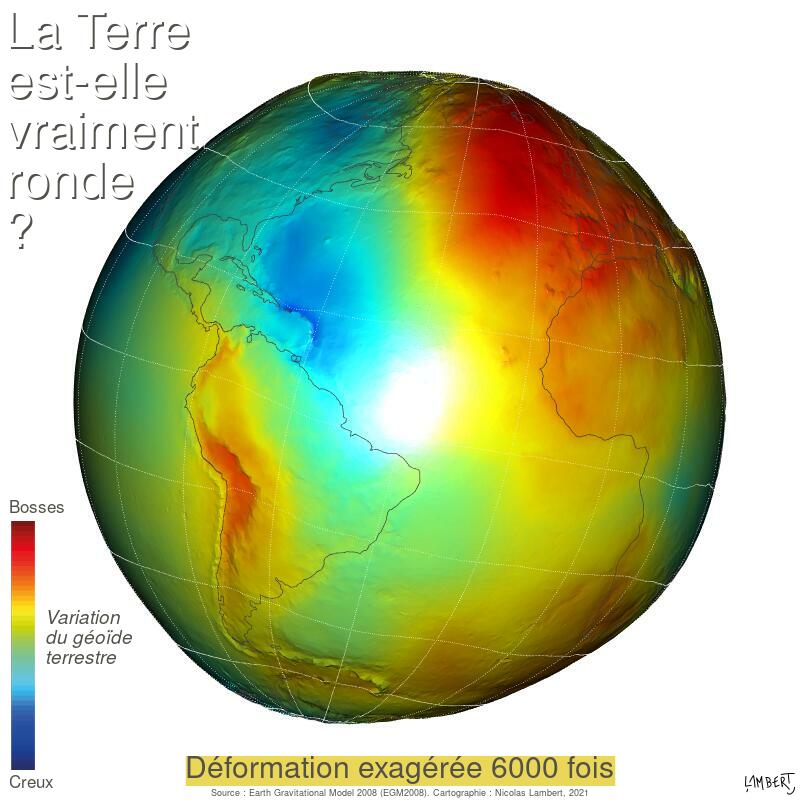 La Terre
est-elle
vraiment
ronde
?
Bosses
Variation
du géoïde
terrestre
Creux
Déformation exagérée 6000 fois
Source : Earth Gravitational Model 2008 (EGM2008). Cartographie : Nicolas Lambert, 2021
LAMBERT